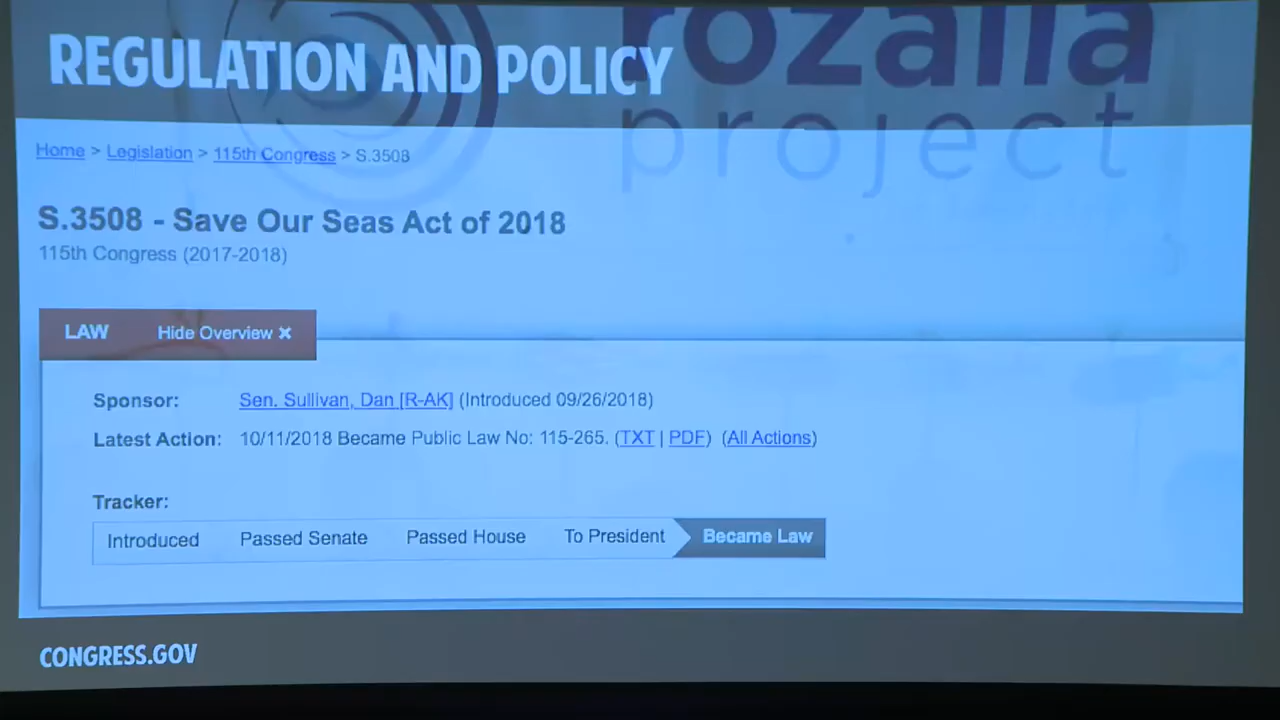 rozalia
project
REGULATION AND POLICY
Home > Legislation > 115th Congress > S.3508
S.3508 - Save Our Seas Act of 2018
115th Congress (2017-2018)
LAW Hide Overview ×
Sponsor: Sen. Sullivan, Dan [R-AK] (Introduced 09/26/2018)
Latest Action: 10/11/2018 Became Public Law No: 115-265. (TXT | PDF) (All Actions)
Tracker:
Introduced Passed Senate Passed House To President Became Law
CONGRESS.GOV